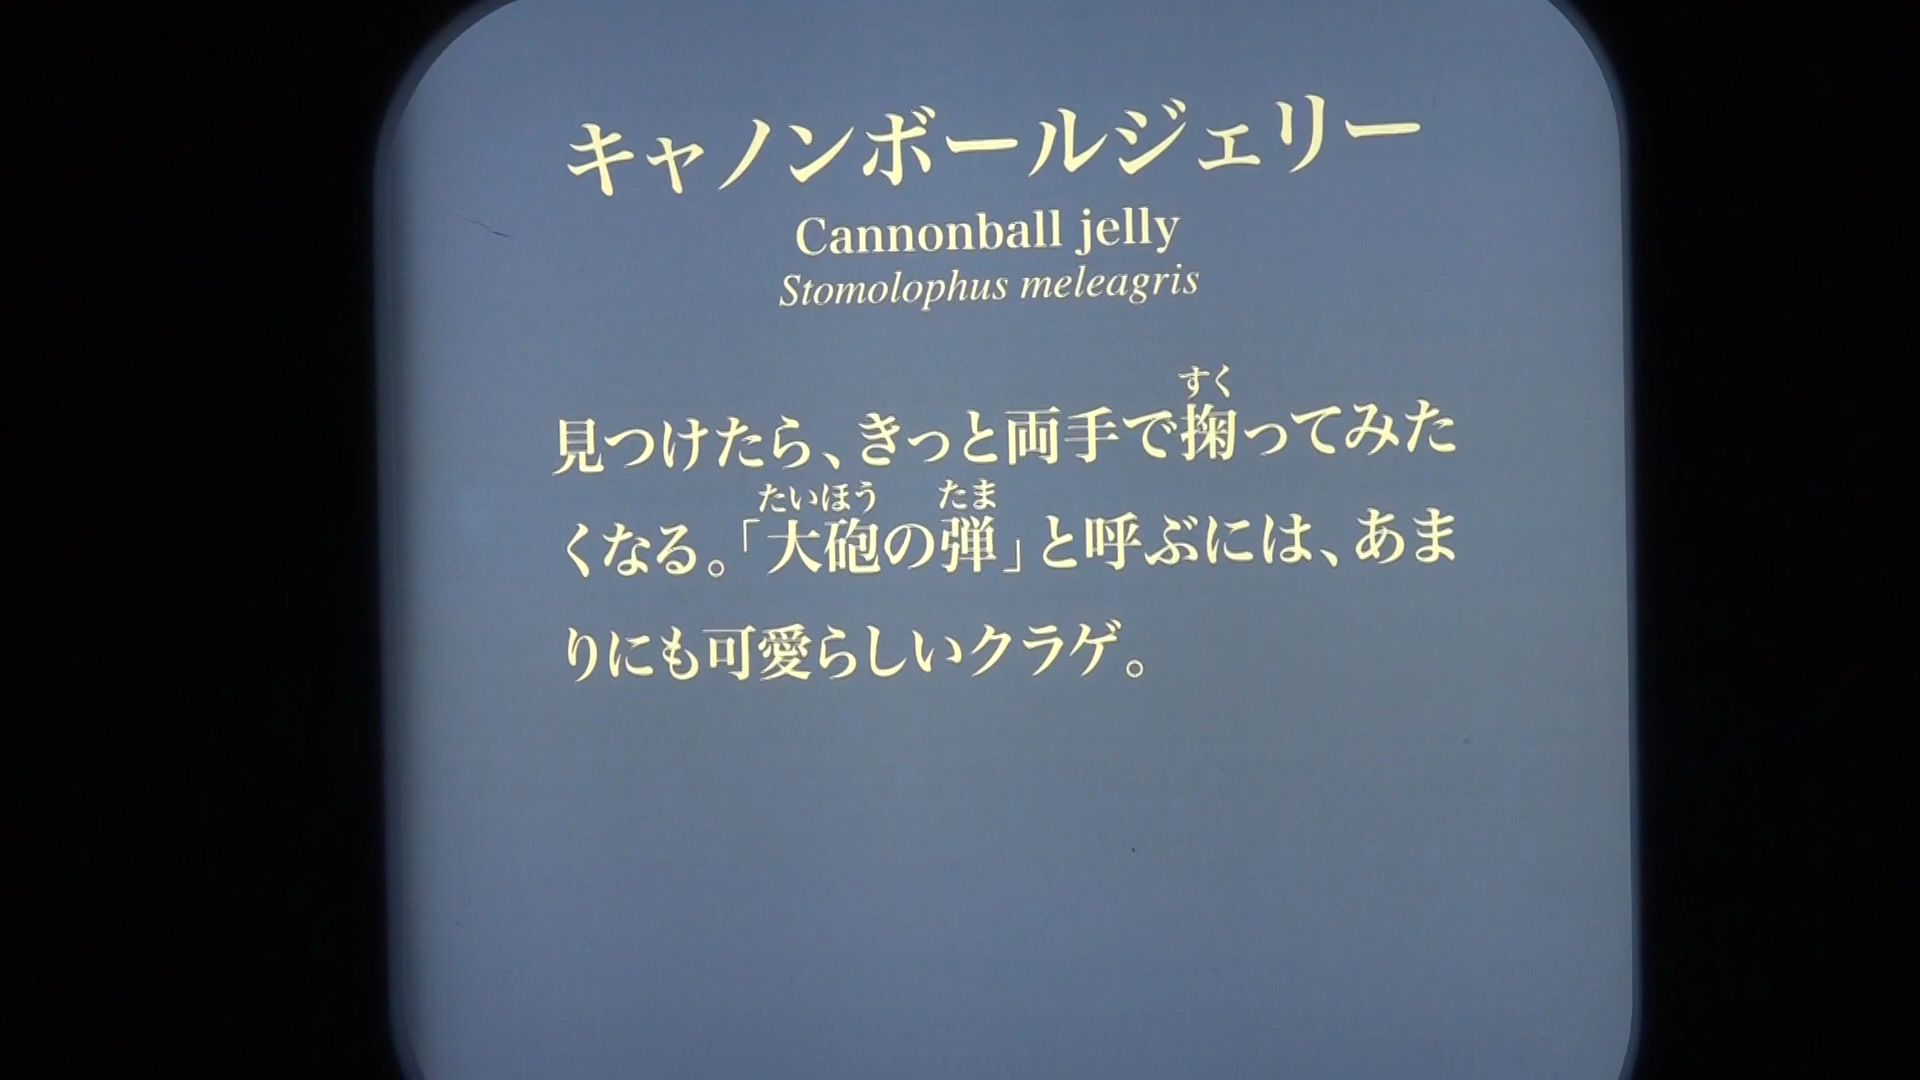 キャノンボールジェリー
Cannonball jelly
Stomolophus meleagris
すく
見つけたら、きっと両手で掬ってみた
たいほう たま
くなる。「大砲の弾」と呼ぶには、あま
りにも可愛らしいクラゲ。